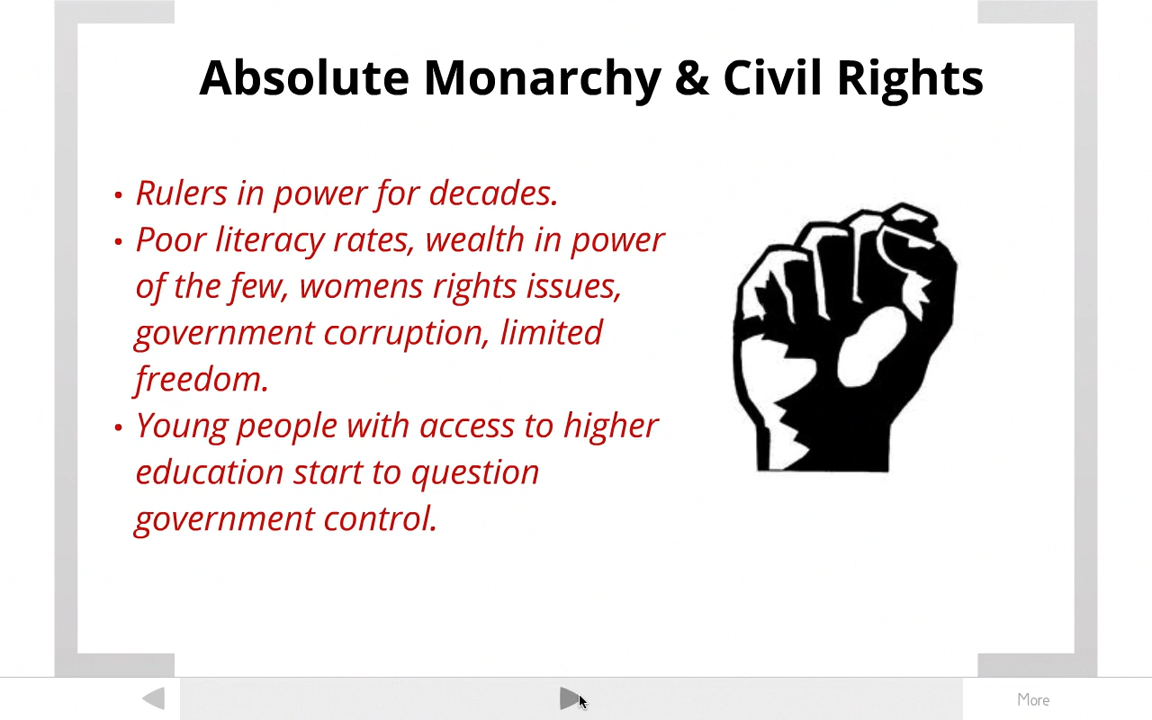 Absolute Monarchy & Civil Rights
• Rulers in power for decades.
• Poor literacy rates, wealth in power
of the few, womens rights issues,
government corruption, limited
freedom.
• Young people with access to higher
education start to question
government control.
More